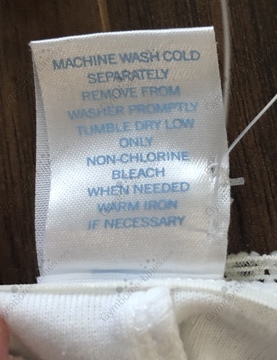 MACHINE WASH COLD
SEPARATELY
REMOVE FROM
WASHER PROMPTLY
TUMBLE DRY LOW
ONLY
NON-CHLORINE
BLEACH
WHEN NEEDED
WARM IRON
IF NECESSARY